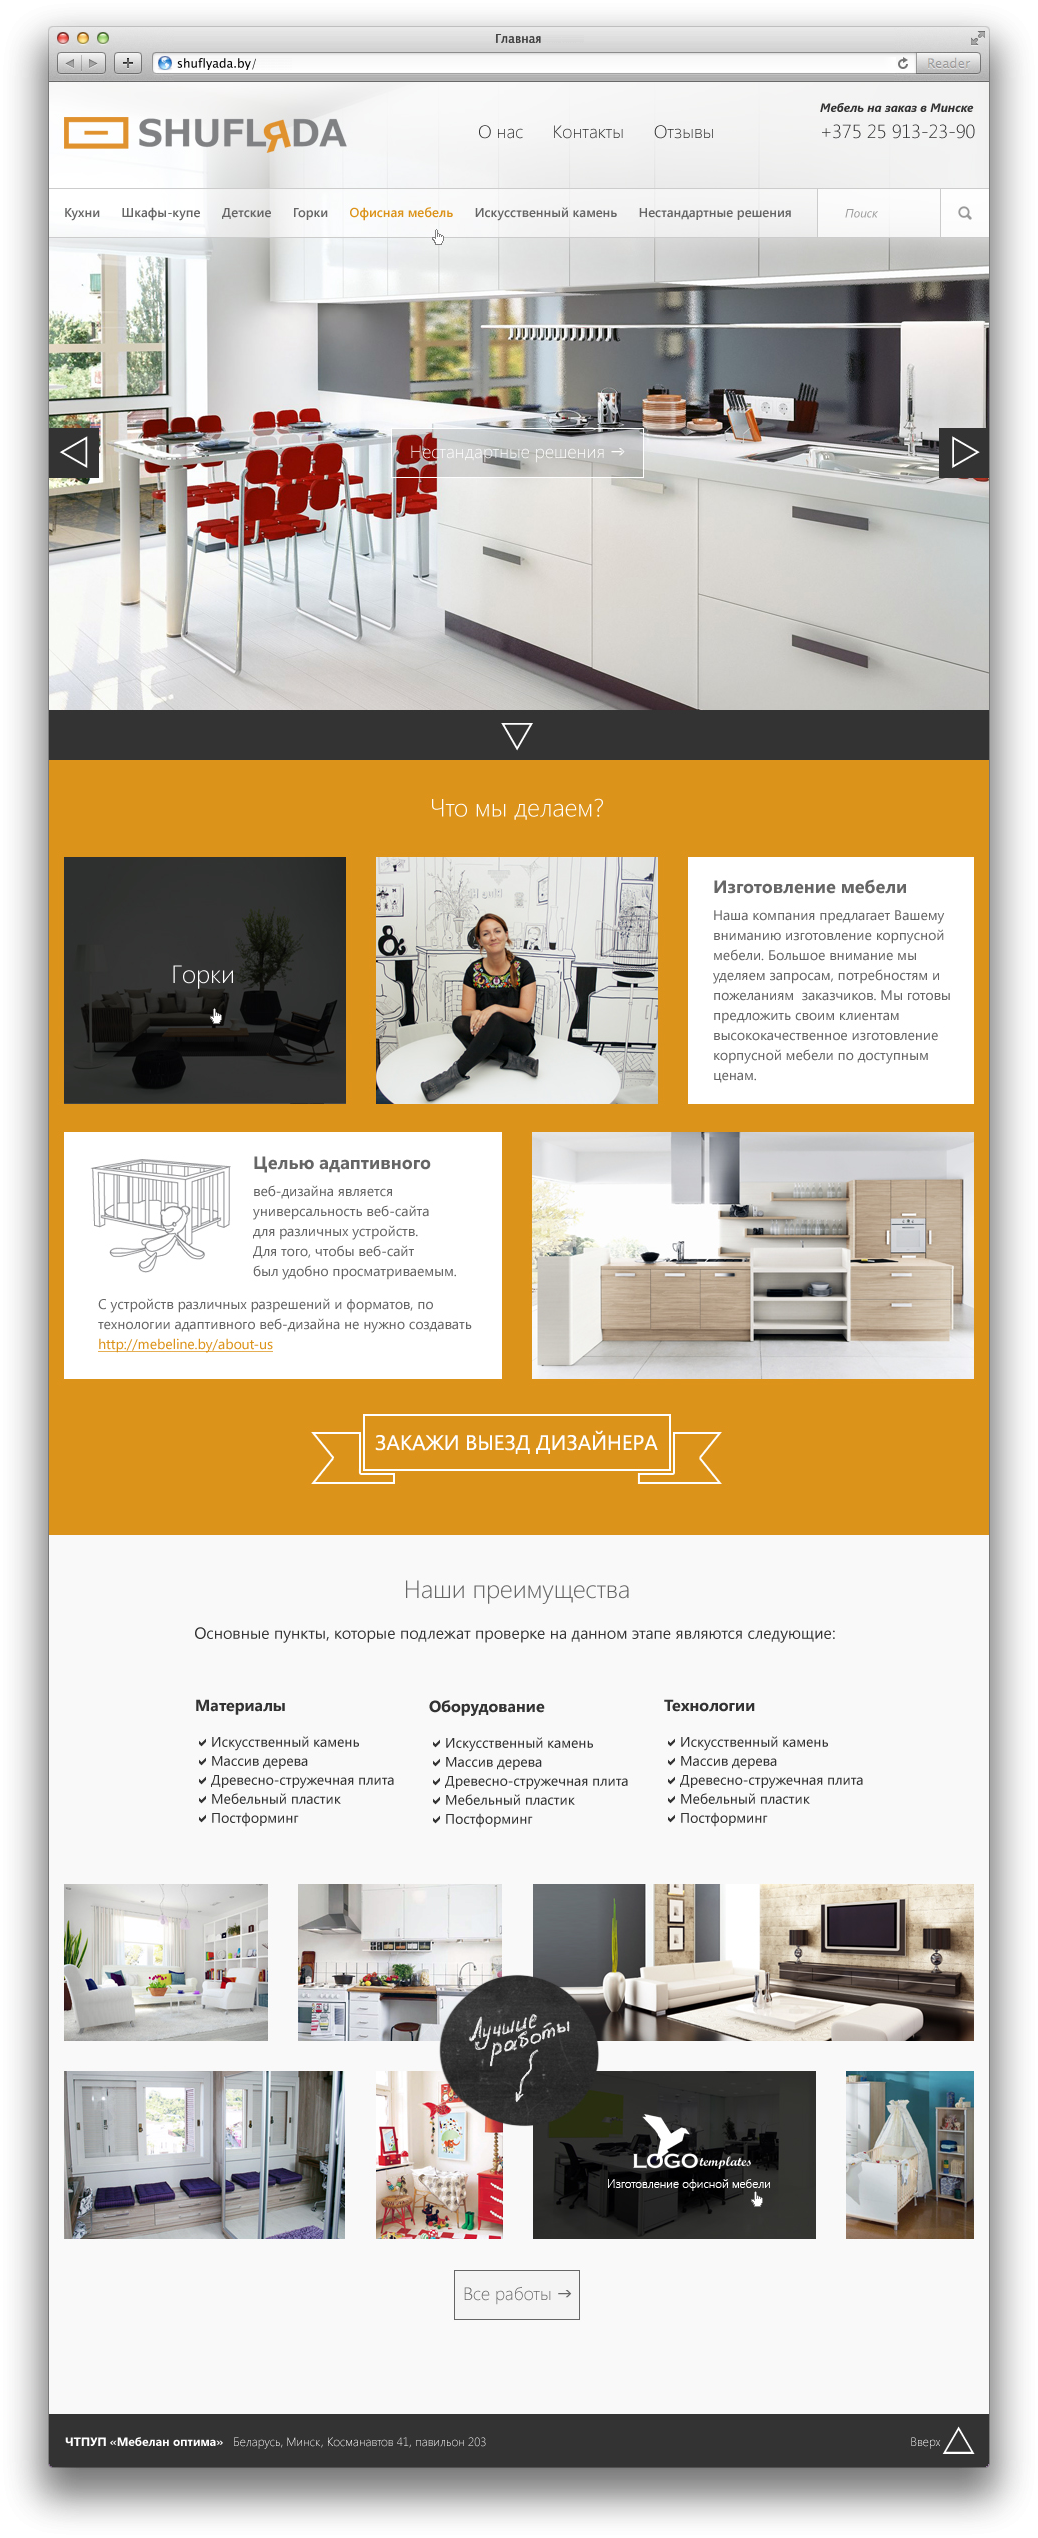 Главная
shuflyada.by/
Reader
SHUFLЯDA
О нас
Контакты
Отзывы
Мебель на заказ в Минске
+375 25 913-23-90
Кухни
Шкафы-купе
Детские
Горки
Офисная мебель
Искусственный камень
Нестандартные решения
Поиск
Нестандартные решения →
Что мы делаем?
Горки
Изготовление мебели
Наша компания предлагает Вашему
вниманию изготовление корпусной
мебели. Большое внимание мы
уделяем запросам, потребностям и
пожеланиям заказчиков. Мы готовы
предложить своим клиентам
высококачественное изготовление
корпусной мебели по доступным
ценам.
Целью адаптивного
веб-дизайна является
универсальность веб-сайта
для различных устройств.
Для того, чтобы веб-сайт
был удобно просматриваемым.
С устройств различных разрешений и форматов, по
технологии адаптивного веб-дизайна не нужно создавать
http://mebeline.by/about-us
ЗАКАЖИ ВЫЕЗД ДИЗАЙНЕРА
Наши преимущества
Основные пункты, которые подлежат проверке на данном этапе являются следующие:
Материалы
Искусственный камень
Массив дерева
Древесно-стружечная плита
Мебельный пластик
Постформинг
Оборудование
Искусственный камень
Массив дерева
Древесно-стружечная плита
Мебельный пластик
Постформинг
Технологии
Искусственный камень
Массив дерева
Древесно-стружечная плита
Мебельный пластик
Постформинг
Лучшие
работы
LOGO templates
Изготовление офисной мебели
Все работы →
ЧТПУП «Мебелан оптима» Беларусь, Минск, Косманавтов 41, павильон 203
Вверх